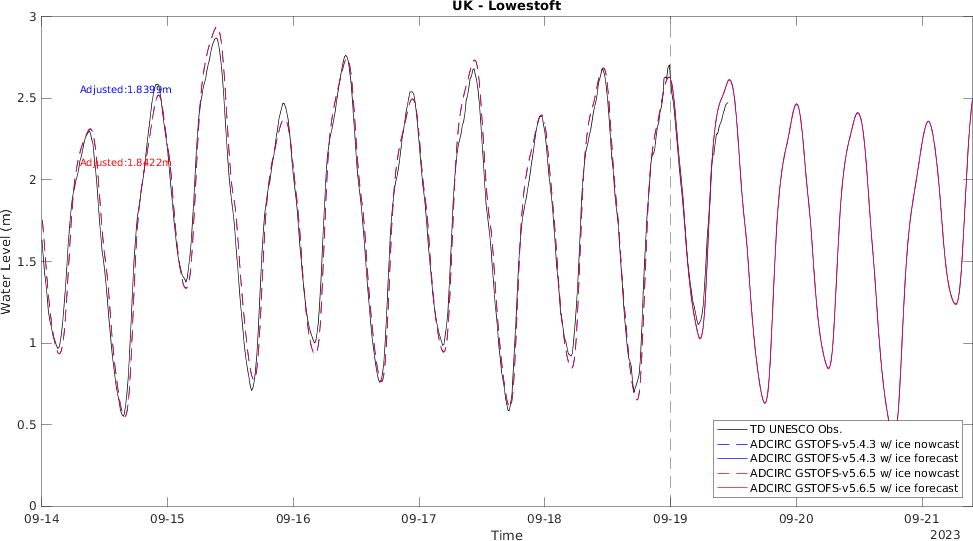 UK - Lowestoft
3
2.5
2
1.5
1
0.5
0
Water Level (m)
Adjusted:1.8399m
Adjusted:1.8422m
TD UNESCO Obs.
ADCIRC GSTOFS-v5.4.3 w/ ice nowcast
ADCIRC GSTOFS-v5.4.3 w/ ice forecast
ADCIRC GSTOFS-v5.6.5 w/ ice nowcast
ADCIRC GSTOFS-v5.6.5 w/ ice forecast
09-14 09-15 09-16 09-17 09-18 09-19 09-20 09-21
Time
2023